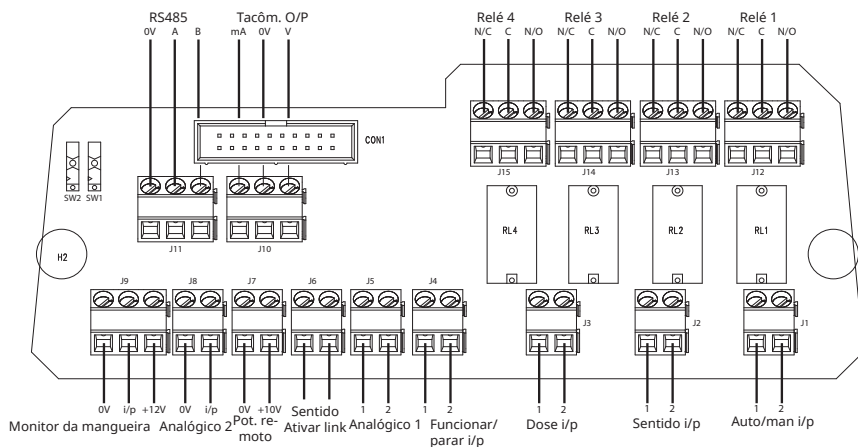 RS485 Tacôm. O/P Relé 4 Relé 3 Relé 2 Relé 1
0V A B mA 0V V N/C C N/O N/C C N/O N/C C N/O N/C C N/O
CON1
J15 J14 J13 J12
SW2 SW1
J11 J10
RL4 RL3 RL2 RL1
H2
J9 J8 J7 J6 J5 J4
J3 J2 J1
0V i/p +12V 0V i/p 0V +10V 1 2 1 2 1 2 1 2 1 2
Monitor da mangueira Analógico 2 Pot. re-
moto
Sentido
Ativar link
Analógico 1 Funcionar/
parar i/p
Dose i/p Sentido i/p Auto/man i/p